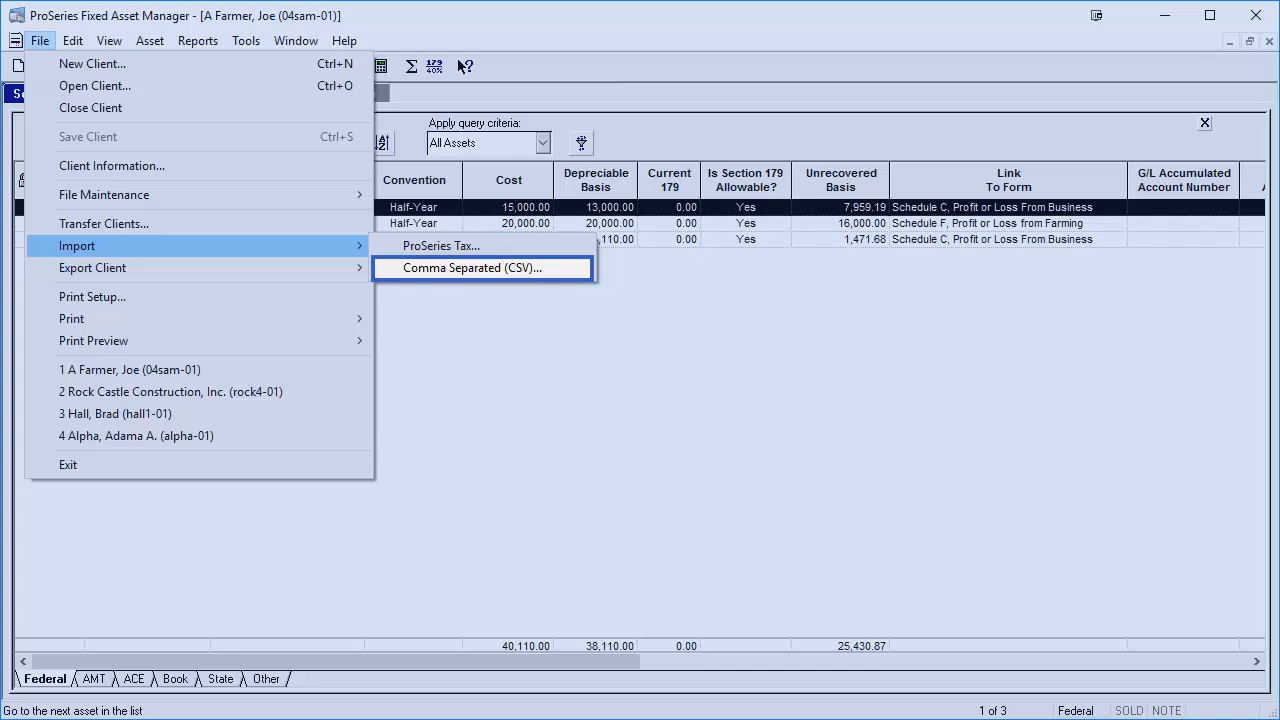 ProSeries Fixed Asset Manager - [A Farmer, Joe (04sam-01)]
File Edit View Asset Reports Tools Window Help
New Client... Ctrl+N
Open Client... Ctrl+O
Close Client
Save Client Ctrl+S
Client Information...
File Maintenance
Transfer Clients...
Import
Export Client
Print Setup...
Print
Print Preview
1 A Farmer, Joe (04sam-01)
2 Rock Castle Construction, Inc. (rock4-01)
3 Hall, Brad (hall1-01)
4 Alpha, Adama A. (alpha-01)
Exit
ProSeries Tax...
Comma Separated (CSV)...
Apply query criteria:
All Assets
Convention Cost Depreciable Basis Current 179 Is Section 179 Allowable? Unrecovered Basis Link To Form G/L Accumulated Account Number
Half-Year 15,000.00 13,000.00 0.00 Yes 7,959.19 Schedule C, Profit or Loss From Business
Half-Year 20,000.00 20,000.00 0.00 Yes 16,000.00 Schedule F, Profit or Loss from Farming
,110.00 0.00 Yes 1,471.68 Schedule C, Profit or Loss From Business
40,110.00 38,110.00 0.00 25,430.87
Federal AMT ACE Book State Other
Go to the next asset in the list 1 of 3 Federal SOLD NOTE